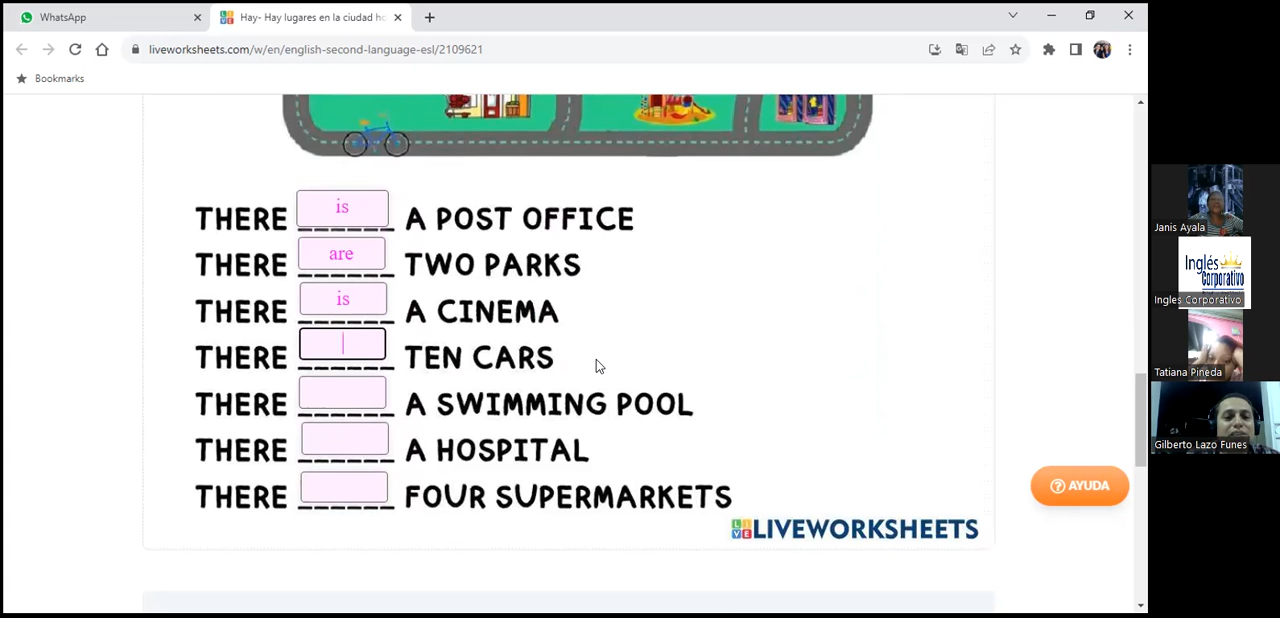 WhatsApp
Hay- Hay lugares en la ciudad ho
liveworksheets.com/w/en/english-second-language-esl/2109621
Bookmarks
THERE is A POST OFFICE
THERE are TWO PARKS
THERE is A CINEMA
THERE TEN CARS
THERE A SWIMMING POOL
THERE A HOSPITAL
THERE FOUR SUPERMARKETS
LIVEWORKSHEETS
AYUDA
Janis Ayala
Inglés
Corporativo
Ingles Corporativo
Tatiana Pineda
Gilberto Lazo Funes